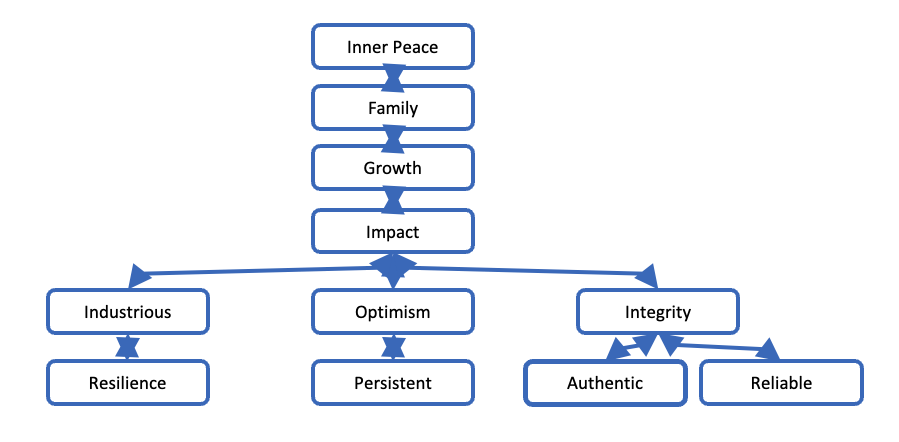 Inner Peace
Family
Growth
Impact
Industrious
Optimism
Integrity
Resilience
Persistent
Authentic
Reliable